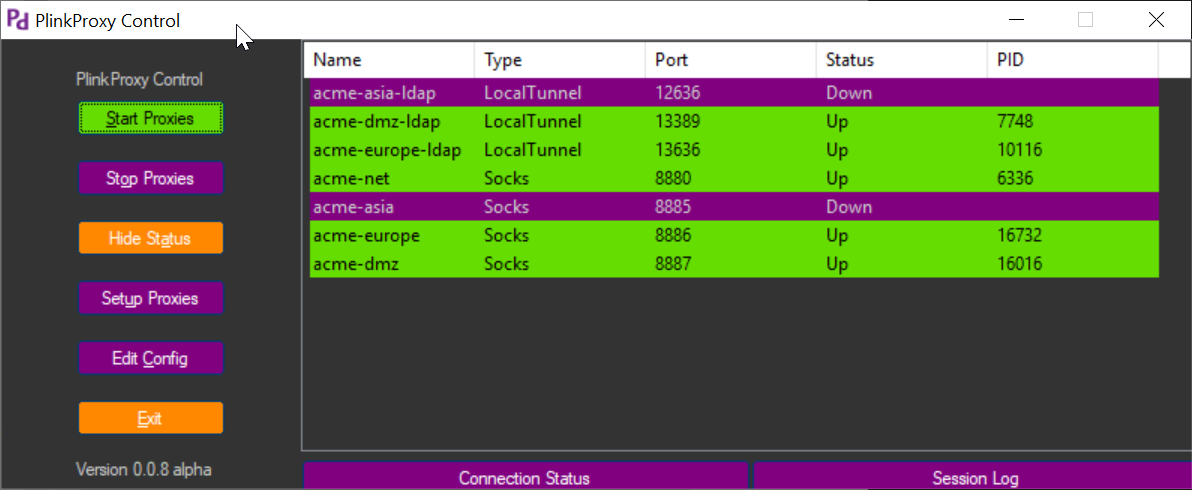 Pd PlinkProxy Control
PlinkProxy Control
Start Proxies
Stop Proxies
Hide Status
Setup Proxies
Edit Config
Exit
Version 0.0.8 alpha
Name Type Port Status PID
acme-asia-ldap LocalTunnel 12636 Down
acme-dmz-ldap LocalTunnel 13389 Up 7748
acme-europe-ldap LocalTunnel 13636 Up 10116
acme-net Socks 8880 Up 6336
acme-asia Socks 8885 Down
acme-europe Socks 8886 Up 16732
acme-dmz Socks 8887 Up 16016
Connection Status Session Log